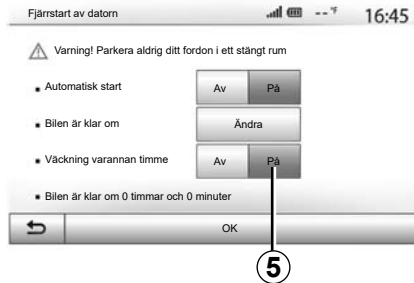 Fjärrstart av datorn -- °F 16:45
Varning! Parkera aldrig ditt fordon i ett stängt rum
Automatisk start Av På
Bilen är klar om Ändra
Väckning varannan timme Av På
Bilen är klar om 0 timmar och 0 minuter
OK
5